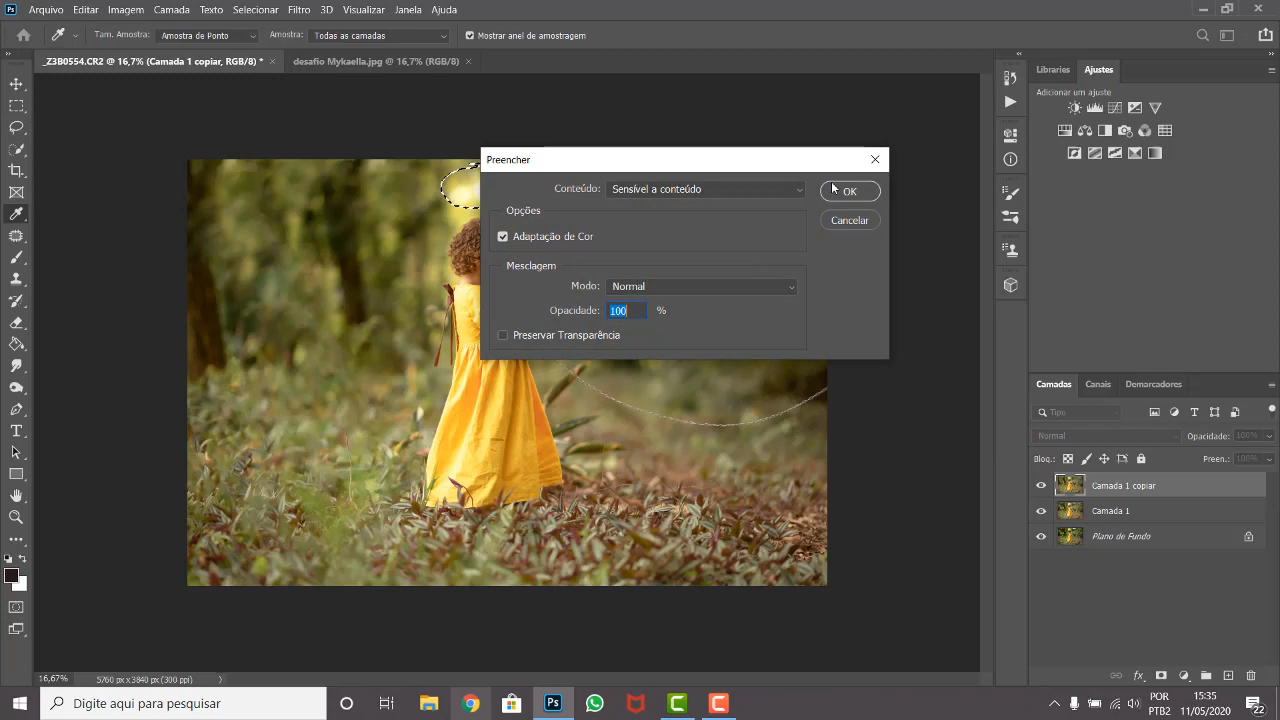 Ps Arquivo Editar Imagem Camada Texto Selecionar Filtro 3D Visualizar Janela Ajuda
Tam. Amostra: Amostra de Ponto Amostra: Todas as camadas Mostrar anel de amostragem
_Z3B0554.CR2 @ 16,7% (Camada 1 copiar, RGB/8) * desafio Mykaella.jpg @ 16,7% (RGB/8)
Libraries Ajustes
Adicionar um ajuste
Preencher
Conteúdo: Sensível a conteúdo OK
Opções
Cancelar
Adaptação de Cor
Mesclagem
Modo: Normal
Opacidade: 100 %
Preservar Transparência
Camadas Canais Demarcadores
Tipo
Normal Opacidade: 100%
Bloq.: Preen.: 100%
Camada 1 copiar
Camada 1
Plano de Fundo
16,67% 5760 px x 3840 px (300 ppi)
Digite aqui para pesquisar
Ps
POR
PTB2
15:35
11/05/2020
22